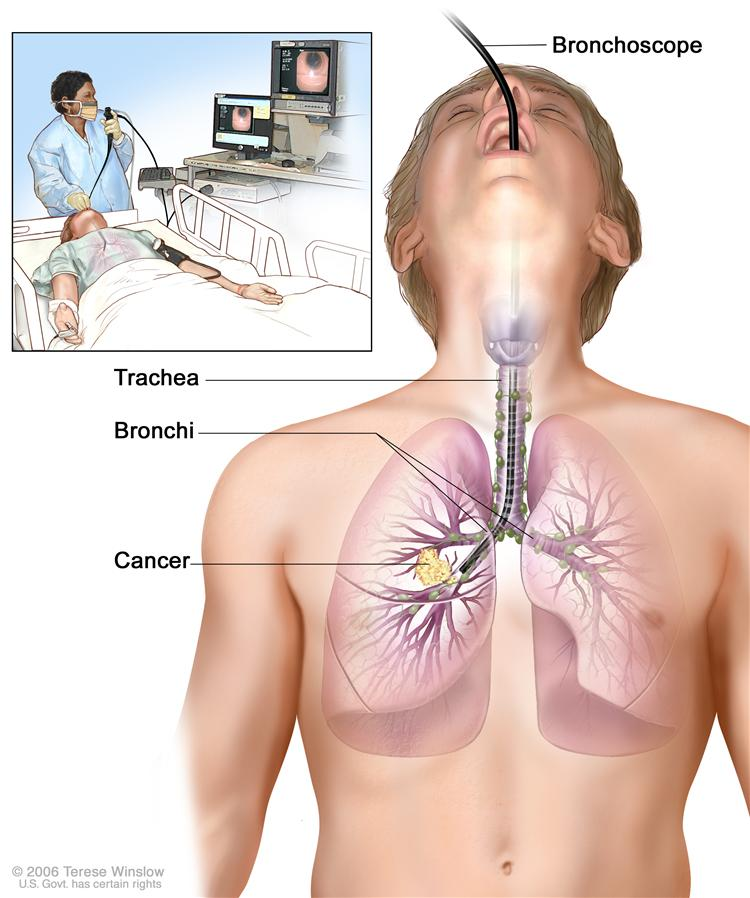 Bronchoscope
Trachea
Bronchi
Cancer
© 2006 Terese Winslow
U.S. Govt. has certain rights